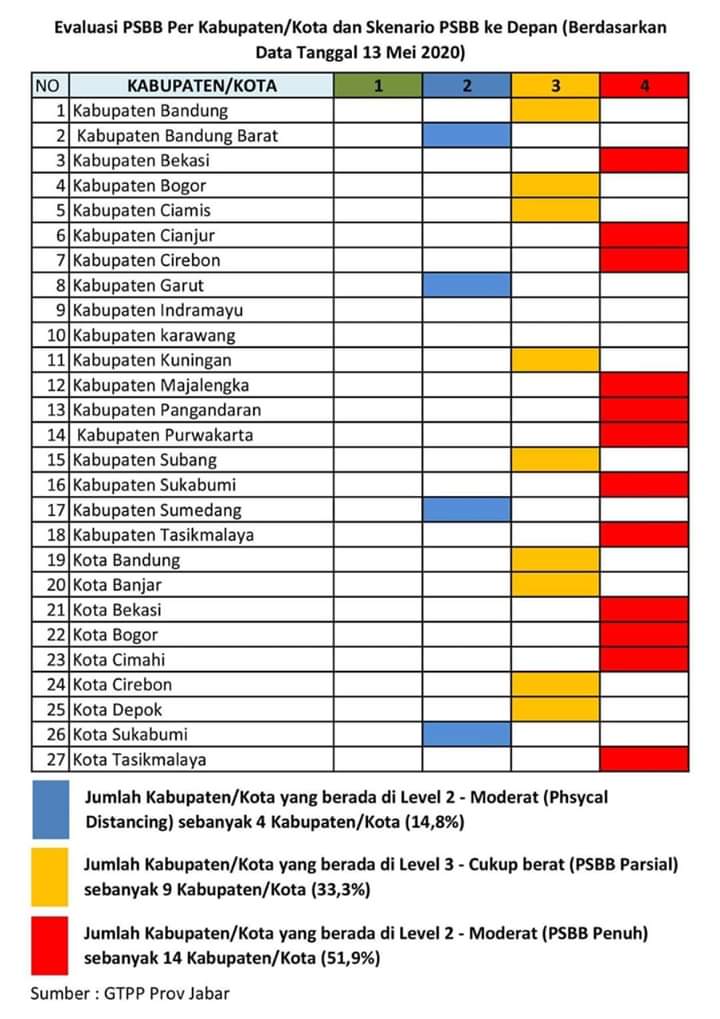 Evaluasi PSBB Per Kabupaten/Kota dan Skenario PSBB ke Depan (Berdasarkan
Data Tanggal 13 Mei 2020)
NO KABUPATEN/KOTA 1 2 3 4
1 Kabupaten Bandung
2 Kabupaten Bandung Barat
3 Kabupaten Bekasi
4 Kabupaten Bogor
5 Kabupaten Ciamis
6 Kabupaten Cianjur
7 Kabupaten Cirebon
8 Kabupaten Garut
9 Kabupaten Indramayu
10 Kabupaten karawang
11 Kabupaten Kuningan
12 Kabupaten Majalengka
13 Kabupaten Pangandaran
14 Kabupaten Purwakarta
15 Kabupaten Subang
16 Kabupaten Sukabumi
17 Kabupaten Sumedang
18 Kabupaten Tasikmalaya
19 Kota Bandung
20 Kota Banjar
21 Kota Bekasi
22 Kota Bogor
23 Kota Cimahi
24 Kota Cirebon
25 Kota Depok
26 Kota Sukabumi
27 Kota Tasikmalaya
Jumlah Kabupaten/Kota yang berada di Level 2 - Moderat (Phsycal
Distancing) sebanyak 4 Kabupaten/Kota (14,8%)
Jumlah Kabupaten/Kota yang berada di Level 3 - Cukup berat (PSBB Parsial)
sebanyak 9 Kabupaten/Kota (33,3%)
Jumlah Kabupaten/Kota yang berada di Level 2 - Moderat (PSBB Penuh)
sebanyak 14 Kabupaten/Kota (51,9%)
Sumber : GTPP Prov Jabar